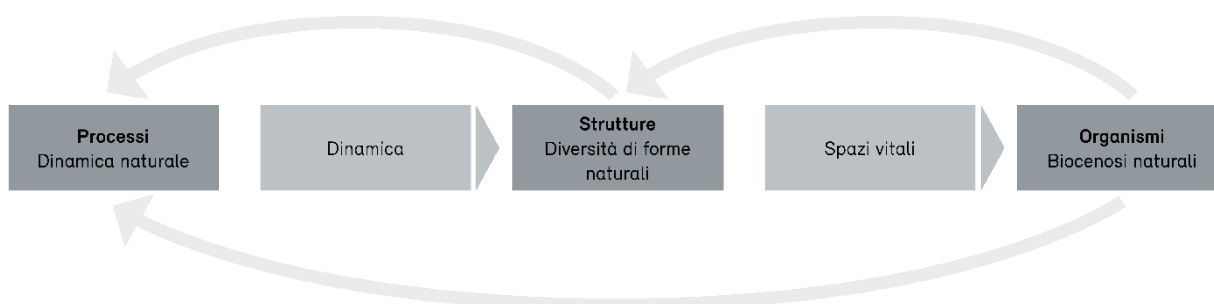 Processi
Dinamica naturale
Dinamica
Strutture
Diversità di forme
naturali
Spazi vitali
Organismi
Biocenosi naturali